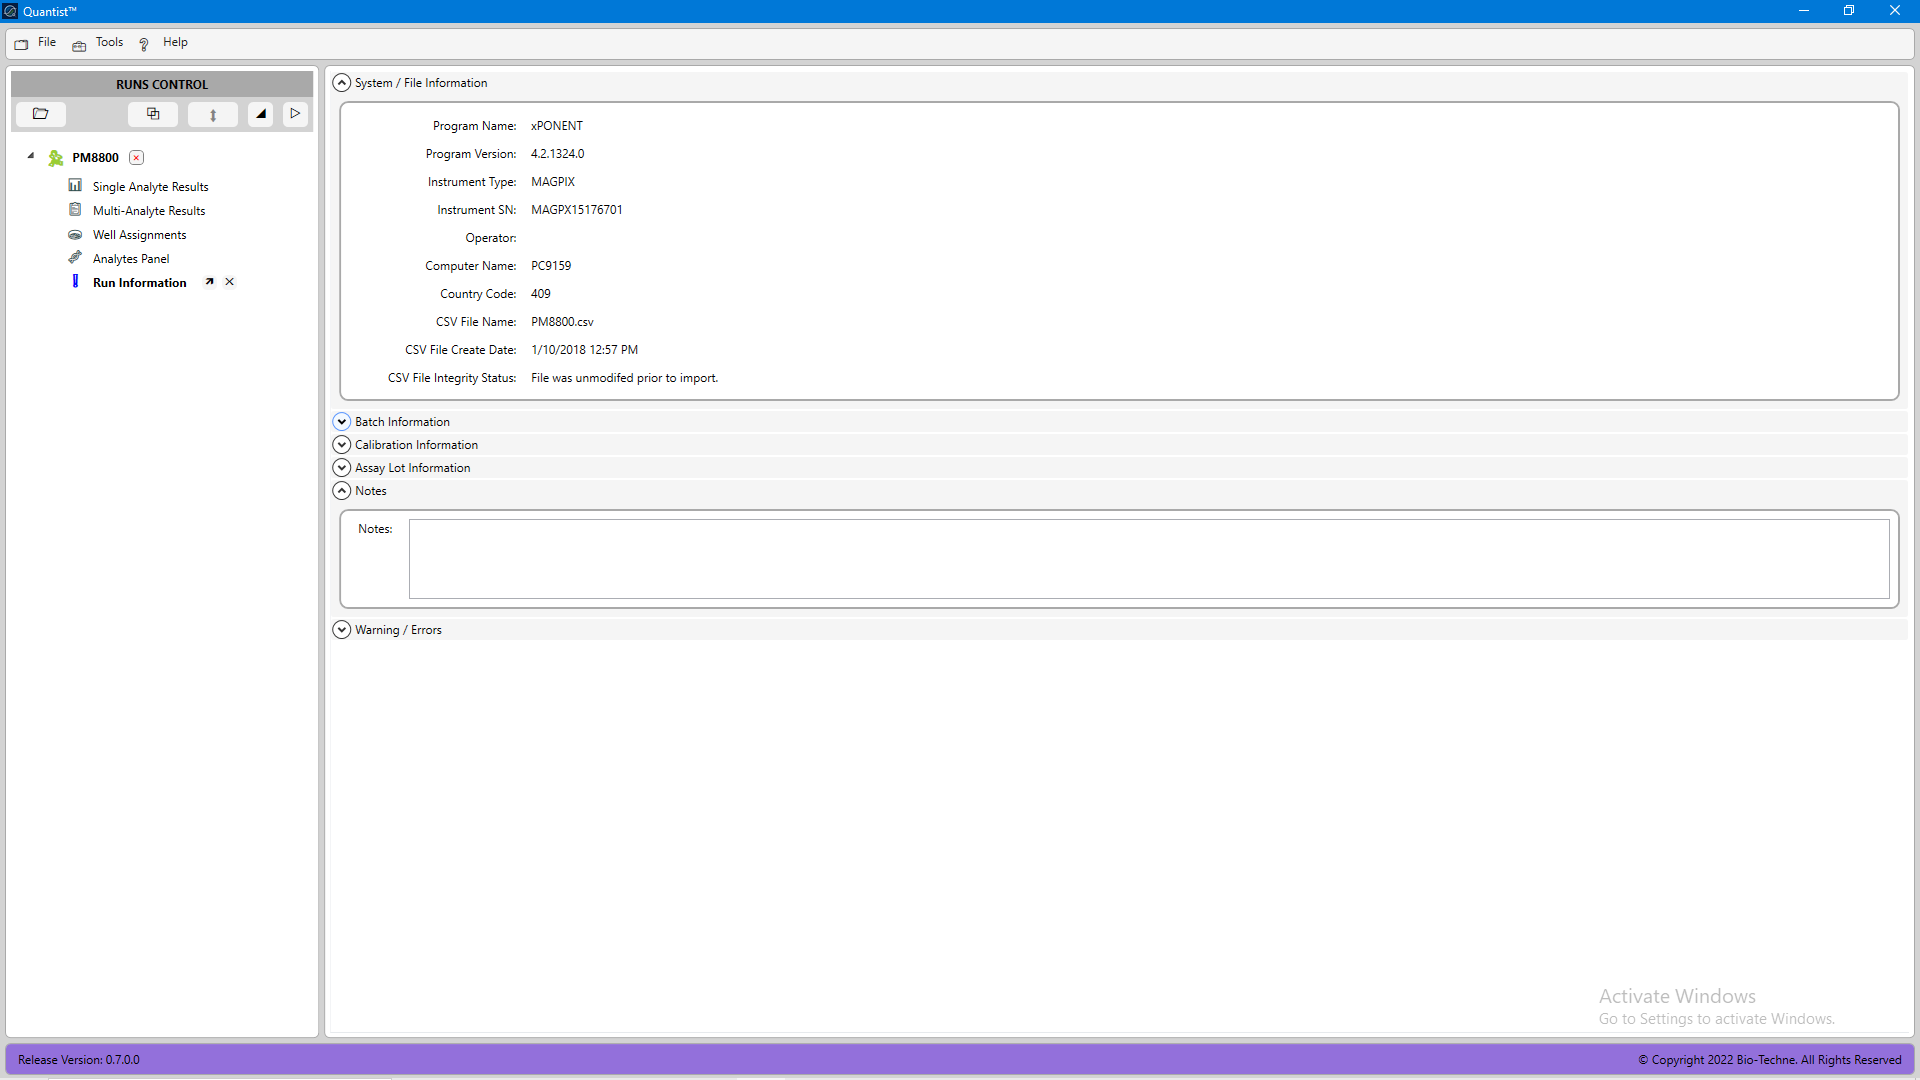 Quantist™
File Tools Help
RUNS CONTROL
PM8800
Single Analyte Results
Multi-Analyte Results
Well Assignments
Analytes Panel
Run Information
System / File Information
Program Name: xPONENT
Program Version: 4.2.1324.0
Instrument Type: MAGPIX
Instrument SN: MAGPX15176701
Operator:
Computer Name: PC9159
Country Code: 409
CSV File Name: PM8800.csv
CSV File Create Date: 1/10/2018 12:57 PM
CSV File Integrity Status: File was unmodifed prior to import.
Batch Information
Calibration Information
Assay Lot Information
Notes
Notes:
Warning / Errors
Activate Windows
Go to Settings to activate Windows.
Release Version: 0.7.0.0
© Copyright 2022 Bio-Techne. All Rights Reserved